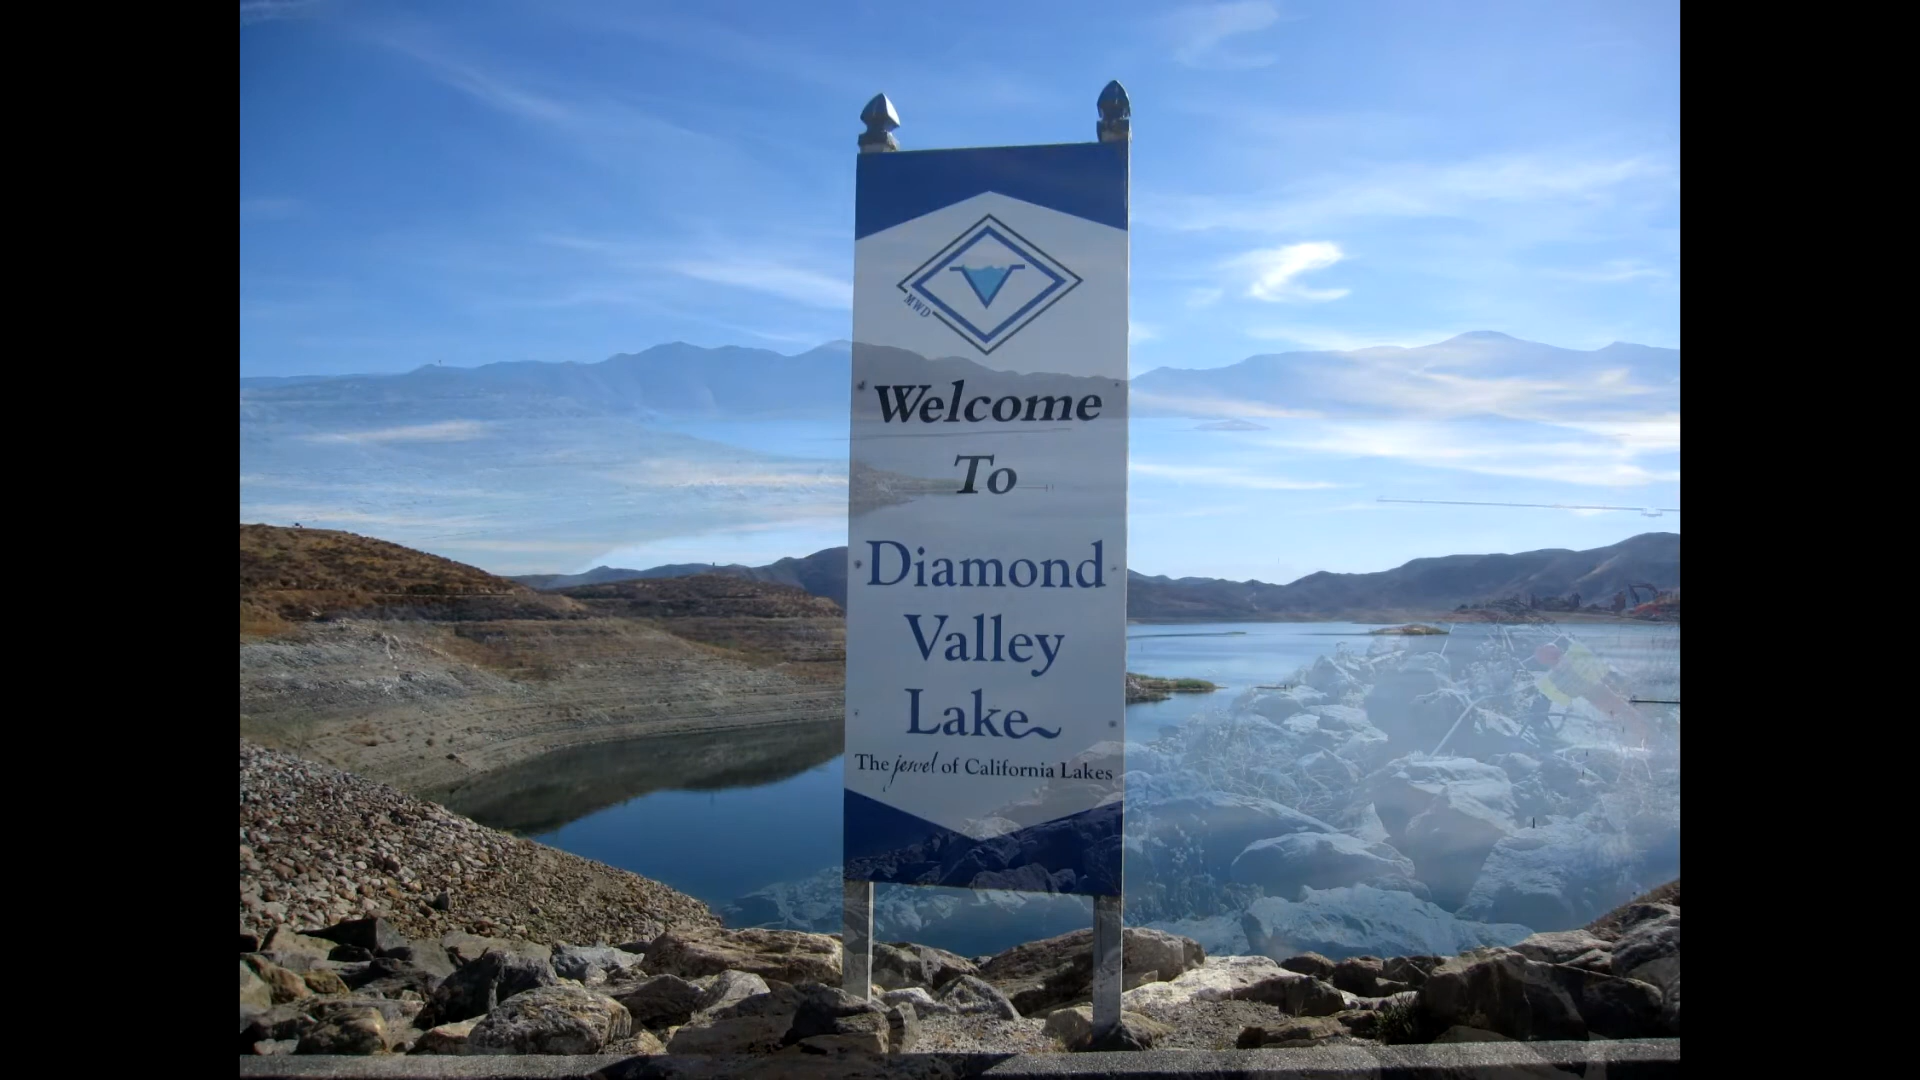 MWD
Welcome
To
Diamond
Valley
Lake
The jewel of California Lakes